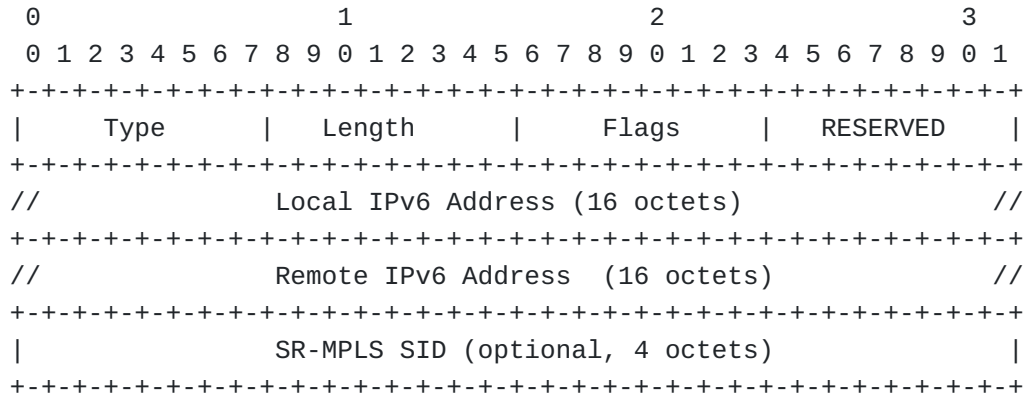 0                   1                   2                   3
 0 1 2 3 4 5 6 7 8 9 0 1 2 3 4 5 6 7 8 9 0 1 2 3 4 5 6 7 8 9 0 1
+-+-+-+-+-+-+-+-+-+-+-+-+-+-+-+-+-+-+-+-+-+-+-+-+-+-+-+-+-+-+-+-+
|     Type      |   Length      |     Flags     |   RESERVED    |
+-+-+-+-+-+-+-+-+-+-+-+-+-+-+-+-+-+-+-+-+-+-+-+-+-+-+-+-+-+-+-+-+
//               Local IPv6 Address (16 octets)                //
+-+-+-+-+-+-+-+-+-+-+-+-+-+-+-+-+-+-+-+-+-+-+-+-+-+-+-+-+-+-+-+-+
//               Remote IPv6 Address  (16 octets)              //
+-+-+-+-+-+-+-+-+-+-+-+-+-+-+-+-+-+-+-+-+-+-+-+-+-+-+-+-+-+-+-+-+
|                SR-MPLS SID (optional, 4 octets)               |
+-+-+-+-+-+-+-+-+-+-+-+-+-+-+-+-+-+-+-+-+-+-+-+-+-+-+-+-+-+-+-+-+